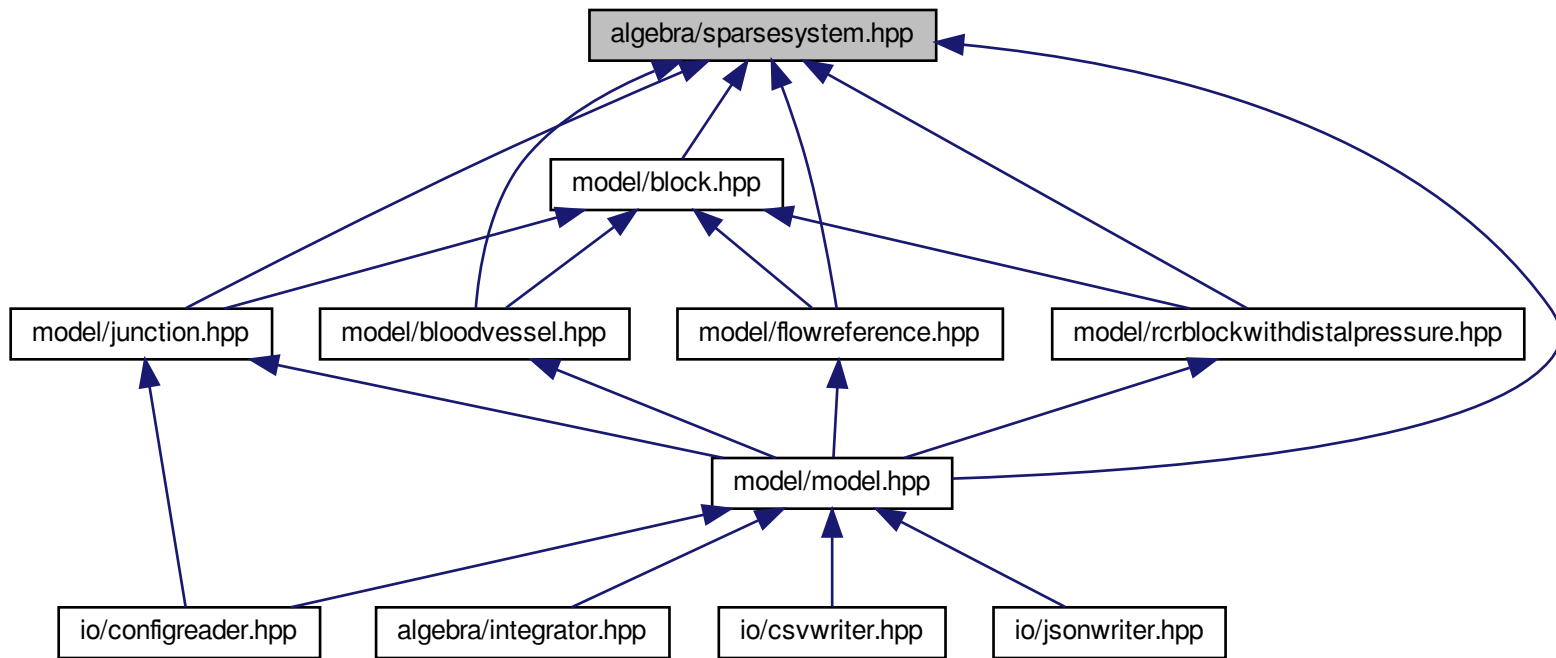 algebra/sparsesystem.hpp
model/block.hpp
model/junction.hpp
model/bloodvessel.hpp
model/flowreference.hpp
model/rcrblockwithdistalpressure.hpp
model/model.hpp
io/configreader.hpp
algebra/integrator.hpp
io/csvwriter.hpp
io/jsonwriter.hpp